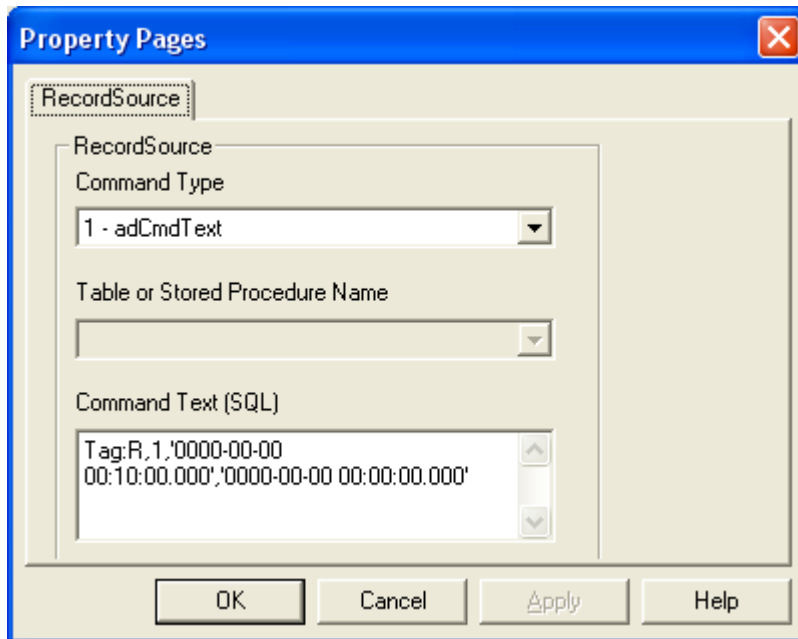 Property Pages
RecordSource
RecordSource
Command Type
1 - adCmdText
Table or Stored Procedure Name
Command Text (SQL)
Tag:R,1,'0000-00-00
00:10:00.000','0000-00-00 00:00:00.000'
OK Cancel Apply Help